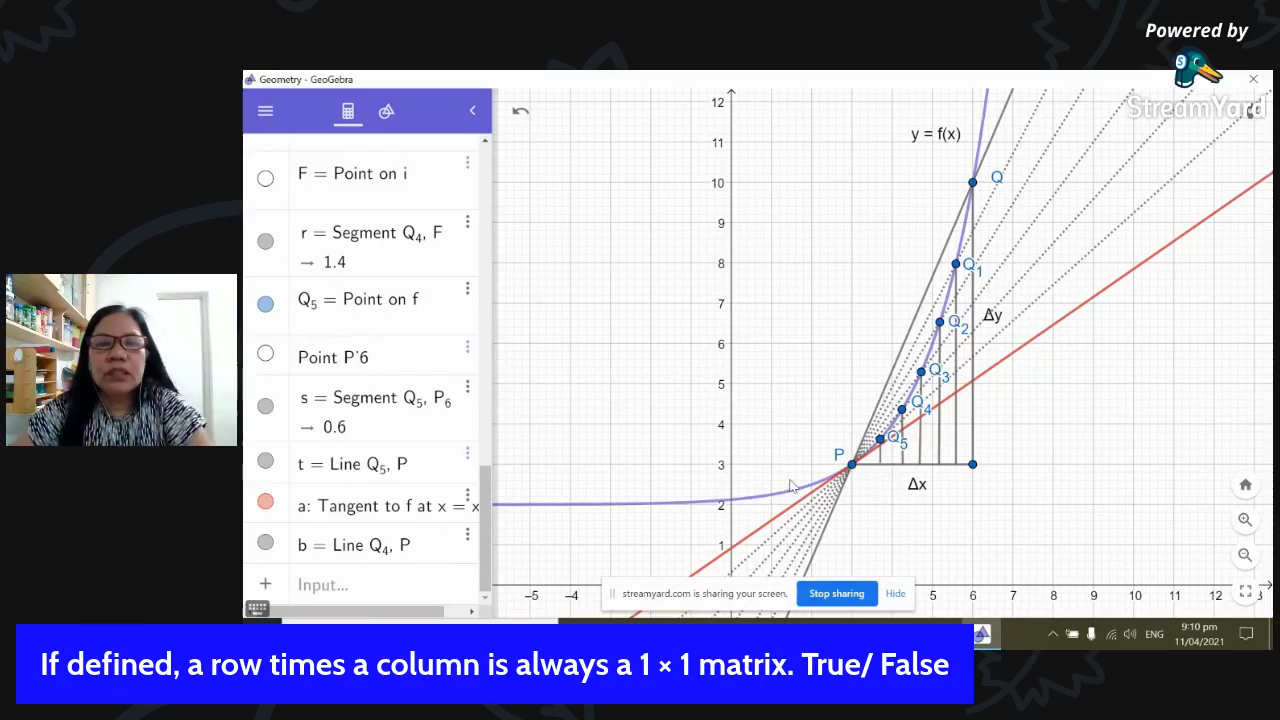 Powered by
StreamYard
Geometry - GeoGebra
F = Point on i
r = Segment Q₄, F
→ 1.4
Q₅ = Point on f
Point P'6
s = Segment Q₅, P₆
→ 0.6
t = Line Q₅, P
a: Tangent to f at x = x
b = Line Q₄, P
Input...
12
11
10
9
8
7
6
5
4
3
2
1
y = f(x)
Q
Q₁
Q₂
Δy
Q₃
Q₄
Q₅
P
Δx
−5 −4 5 6 7 8 9 10 11 12
streamyard.com is sharing your screen. Stop sharing Hide
ENG 9:10 pm
11/04/2021
If defined, a row times a column is always a 1 × 1 matrix. True/ False